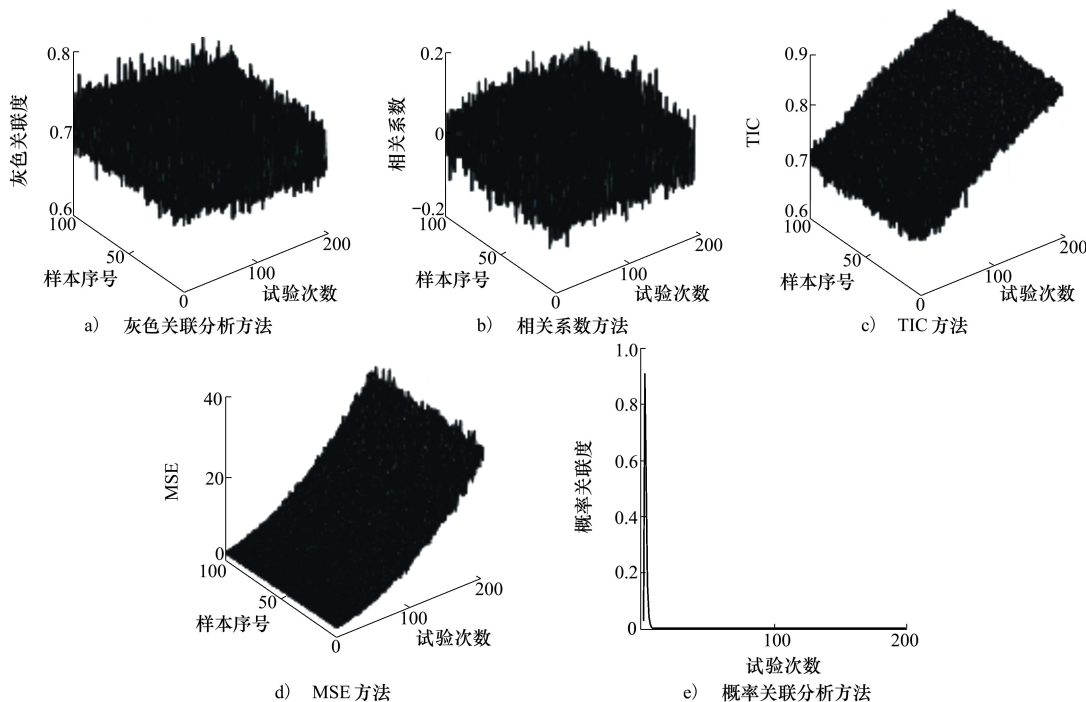 0.8
0.7
0.6
灰色关联度
100
50
0
样本序号
100
200
试验次数
a） 灰色关联分析方法
0.2
0
−0.2
相关系数
100
50
0
样本序号
100
200
试验次数
b） 相关系数方法
0.9
0.8
0.7
0.6
TIC
100
50
0
样本序号
100
200
试验次数
c） TIC 方法
40
20
0
MSE
100
50
0
样本序号
100
200
试验次数
d） MSE 方法
1.0
0.8
0.6
0.4
0.2
0
概率关联度
100
200
试验次数
e） 概率关联分析方法